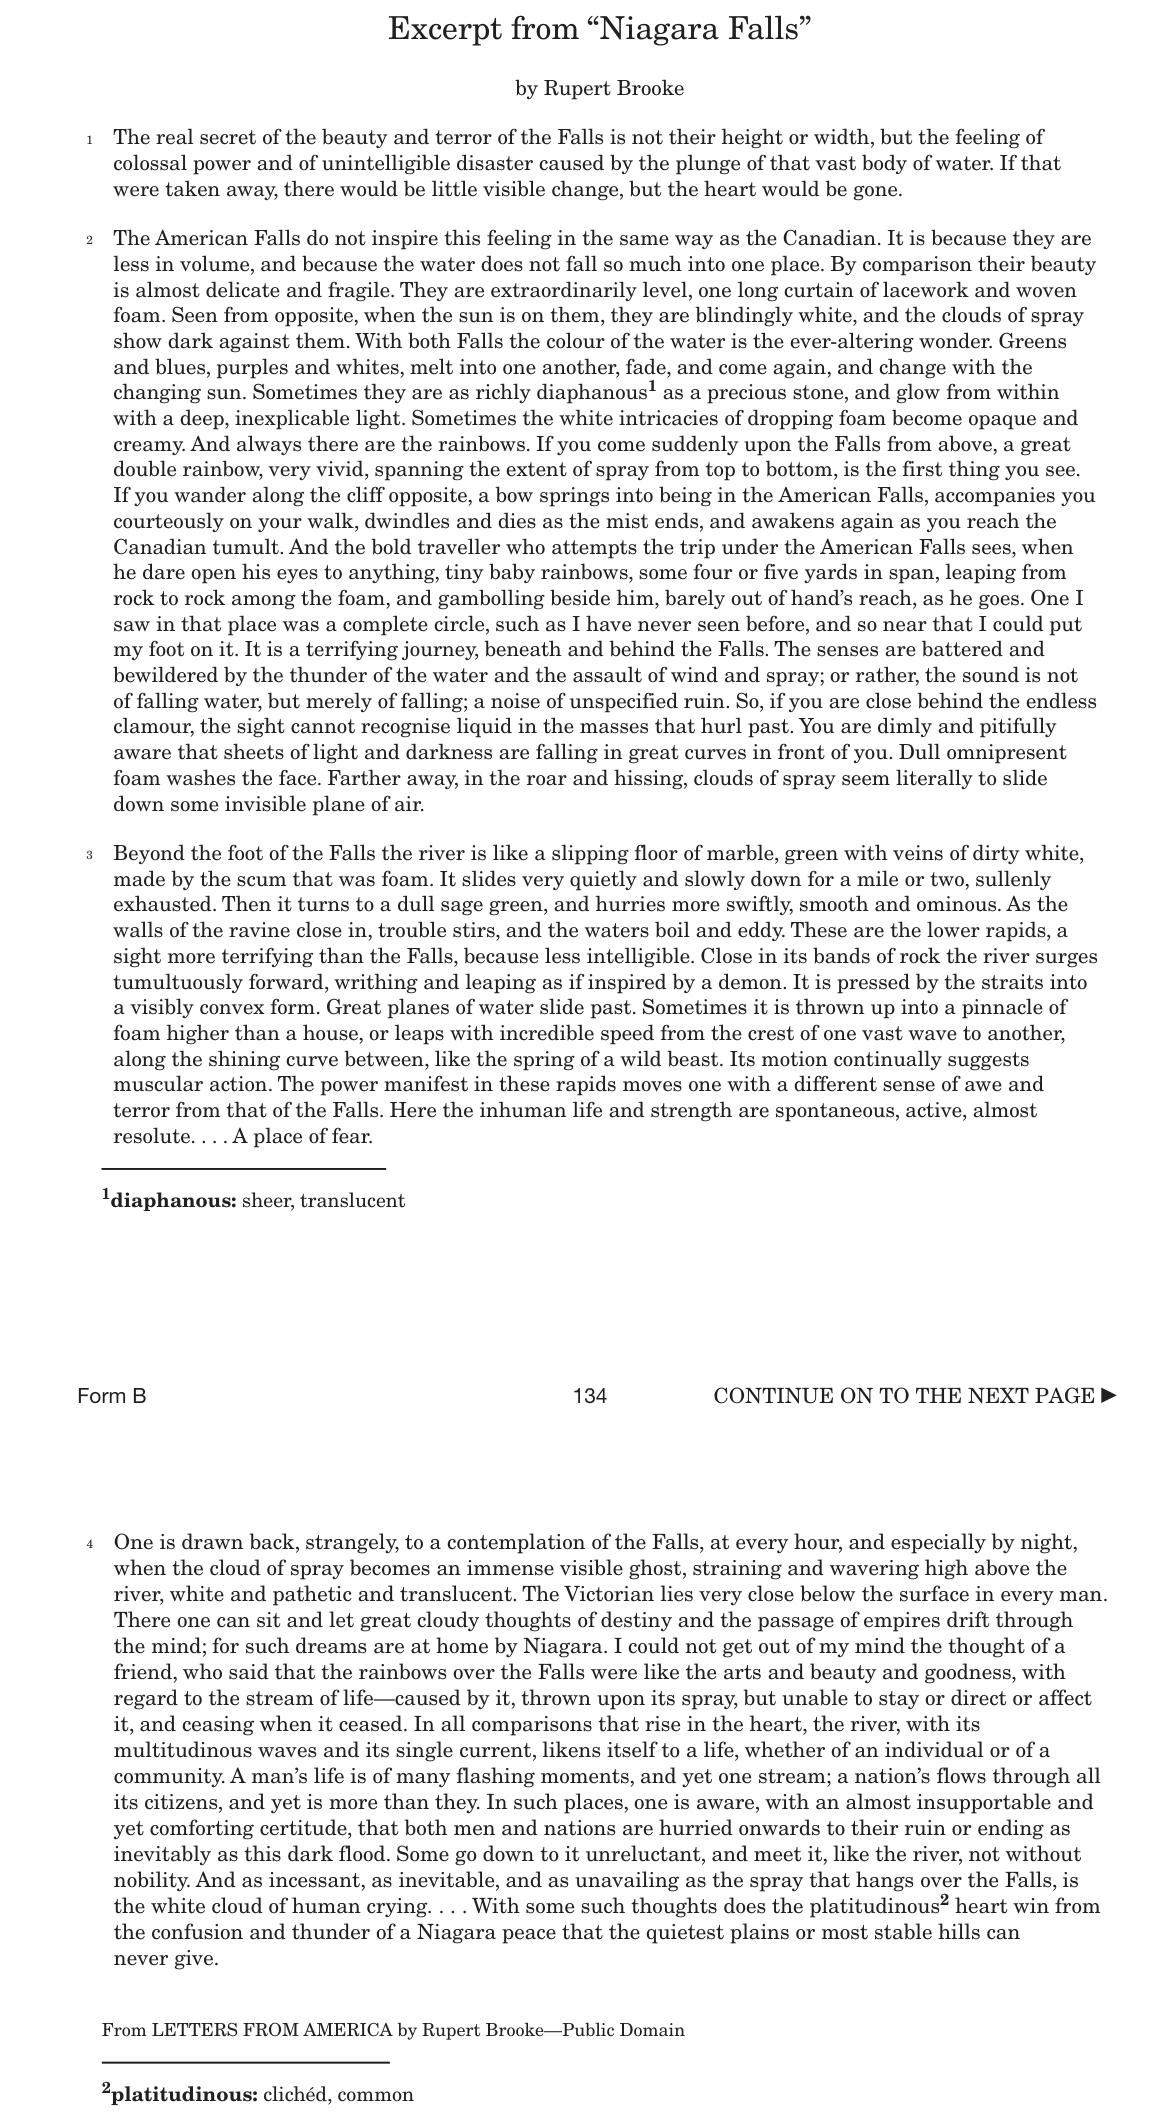 Excerpt from “Niagara Falls”
by Rupert Brooke
1 The real secret of the beauty and terror of the Falls is not their height or width, but the feeling of
colossal power and of unintelligible disaster caused by the plunge of that vast body of water. If that
were taken away, there would be little visible change, but the heart would be gone.
2 The American Falls do not inspire this feeling in the same way as the Canadian. It is because they are
less in volume, and because the water does not fall so much into one place. By comparison their beauty
is almost delicate and fragile. They are extraordinarily level, one long curtain of lacework and woven
foam. Seen from opposite, when the sun is on them, they are blindingly white, and the clouds of spray
show dark against them. With both Falls the colour of the water is the ever-altering wonder. Greens
and blues, purples and whites, melt into one another, fade, and come again, and change with the
changing sun. Sometimes they are as richly diaphanous1 as a precious stone, and glow from within
with a deep, inexplicable light. Sometimes the white intricacies of dropping foam become opaque and
creamy. And always there are the rainbows. If you come suddenly upon the Falls from above, a great
double rainbow, very vivid, spanning the extent of spray from top to bottom, is the first thing you see.
If you wander along the cliff opposite, a bow springs into being in the American Falls, accompanies you
courteously on your walk, dwindles and dies as the mist ends, and awakens again as you reach the
Canadian tumult. And the bold traveller who attempts the trip under the American Falls sees, when
he dare open his eyes to anything, tiny baby rainbows, some four or five yards in span, leaping from
rock to rock among the foam, and gambolling beside him, barely out of hand’s reach, as he goes. One I
saw in that place was a complete circle, such as I have never seen before, and so near that I could put
my foot on it. It is a terrifying journey, beneath and behind the Falls. The senses are battered and
bewildered by the thunder of the water and the assault of wind and spray; or rather, the sound is not
of falling water, but merely of falling; a noise of unspecified ruin. So, if you are close behind the endless
clamour, the sight cannot recognise liquid in the masses that hurl past. You are dimly and pitifully
aware that sheets of light and darkness are falling in great curves in front of you. Dull omnipresent
foam washes the face. Farther away, in the roar and hissing, clouds of spray seem literally to slide
down some invisible plane of air.
3 Beyond the foot of the Falls the river is like a slipping floor of marble, green with veins of dirty white,
made by the scum that was foam. It slides very quietly and slowly down for a mile or two, sullenly
exhausted. Then it turns to a dull sage green, and hurries more swiftly, smooth and ominous. As the
walls of the ravine close in, trouble stirs, and the waters boil and eddy. These are the lower rapids, a
sight more terrifying than the Falls, because less intelligible. Close in its bands of rock the river surges
tumultuously forward, writhing and leaping as if inspired by a demon. It is pressed by the straits into
a visibly convex form. Great planes of water slide past. Sometimes it is thrown up into a pinnacle of
foam higher than a house, or leaps with incredible speed from the crest of one vast wave to another,
along the shining curve between, like the spring of a wild beast. Its motion continually suggests
muscular action. The power manifest in these rapids moves one with a different sense of awe and
terror from that of the Falls. Here the inhuman life and strength are spontaneous, active, almost
resolute. . . . A place of fear.
1diaphanous: sheer, translucent
Form B 134 CONTINUE ON TO THE NEXT PAGE ►
4 One is drawn back, strangely, to a contemplation of the Falls, at every hour, and especially by night,
when the cloud of spray becomes an immense visible ghost, straining and wavering high above the
river, white and pathetic and translucent. The Victorian lies very close below the surface in every man.
There one can sit and let great cloudy thoughts of destiny and the passage of empires drift through
the mind; for such dreams are at home by Niagara. I could not get out of my mind the thought of a
friend, who said that the rainbows over the Falls were like the arts and beauty and goodness, with
regard to the stream of life—caused by it, thrown upon its spray, but unable to stay or direct or affect
it, and ceasing when it ceased. In all comparisons that rise in the heart, the river, with its
multitudinous waves and its single current, likens itself to a life, whether of an individual or of a
community. A man’s life is of many flashing moments, and yet one stream; a nation’s flows through all
its citizens, and yet is more than they. In such places, one is aware, with an almost insupportable and
yet comforting certitude, that both men and nations are hurried onwards to their ruin or ending as
inevitably as this dark flood. Some go down to it unreluctant, and meet it, like the river, not without
nobility. And as incessant, as inevitable, and as unavailing as the spray that hangs over the Falls, is
the white cloud of human crying. . . . With some such thoughts does the platitudinous2 heart win from
the confusion and thunder of a Niagara peace that the quietest plains or most stable hills can
never give.
From LETTERS FROM AMERICA by Rupert Brooke—Public Domain
2platitudinous: clichéd, common